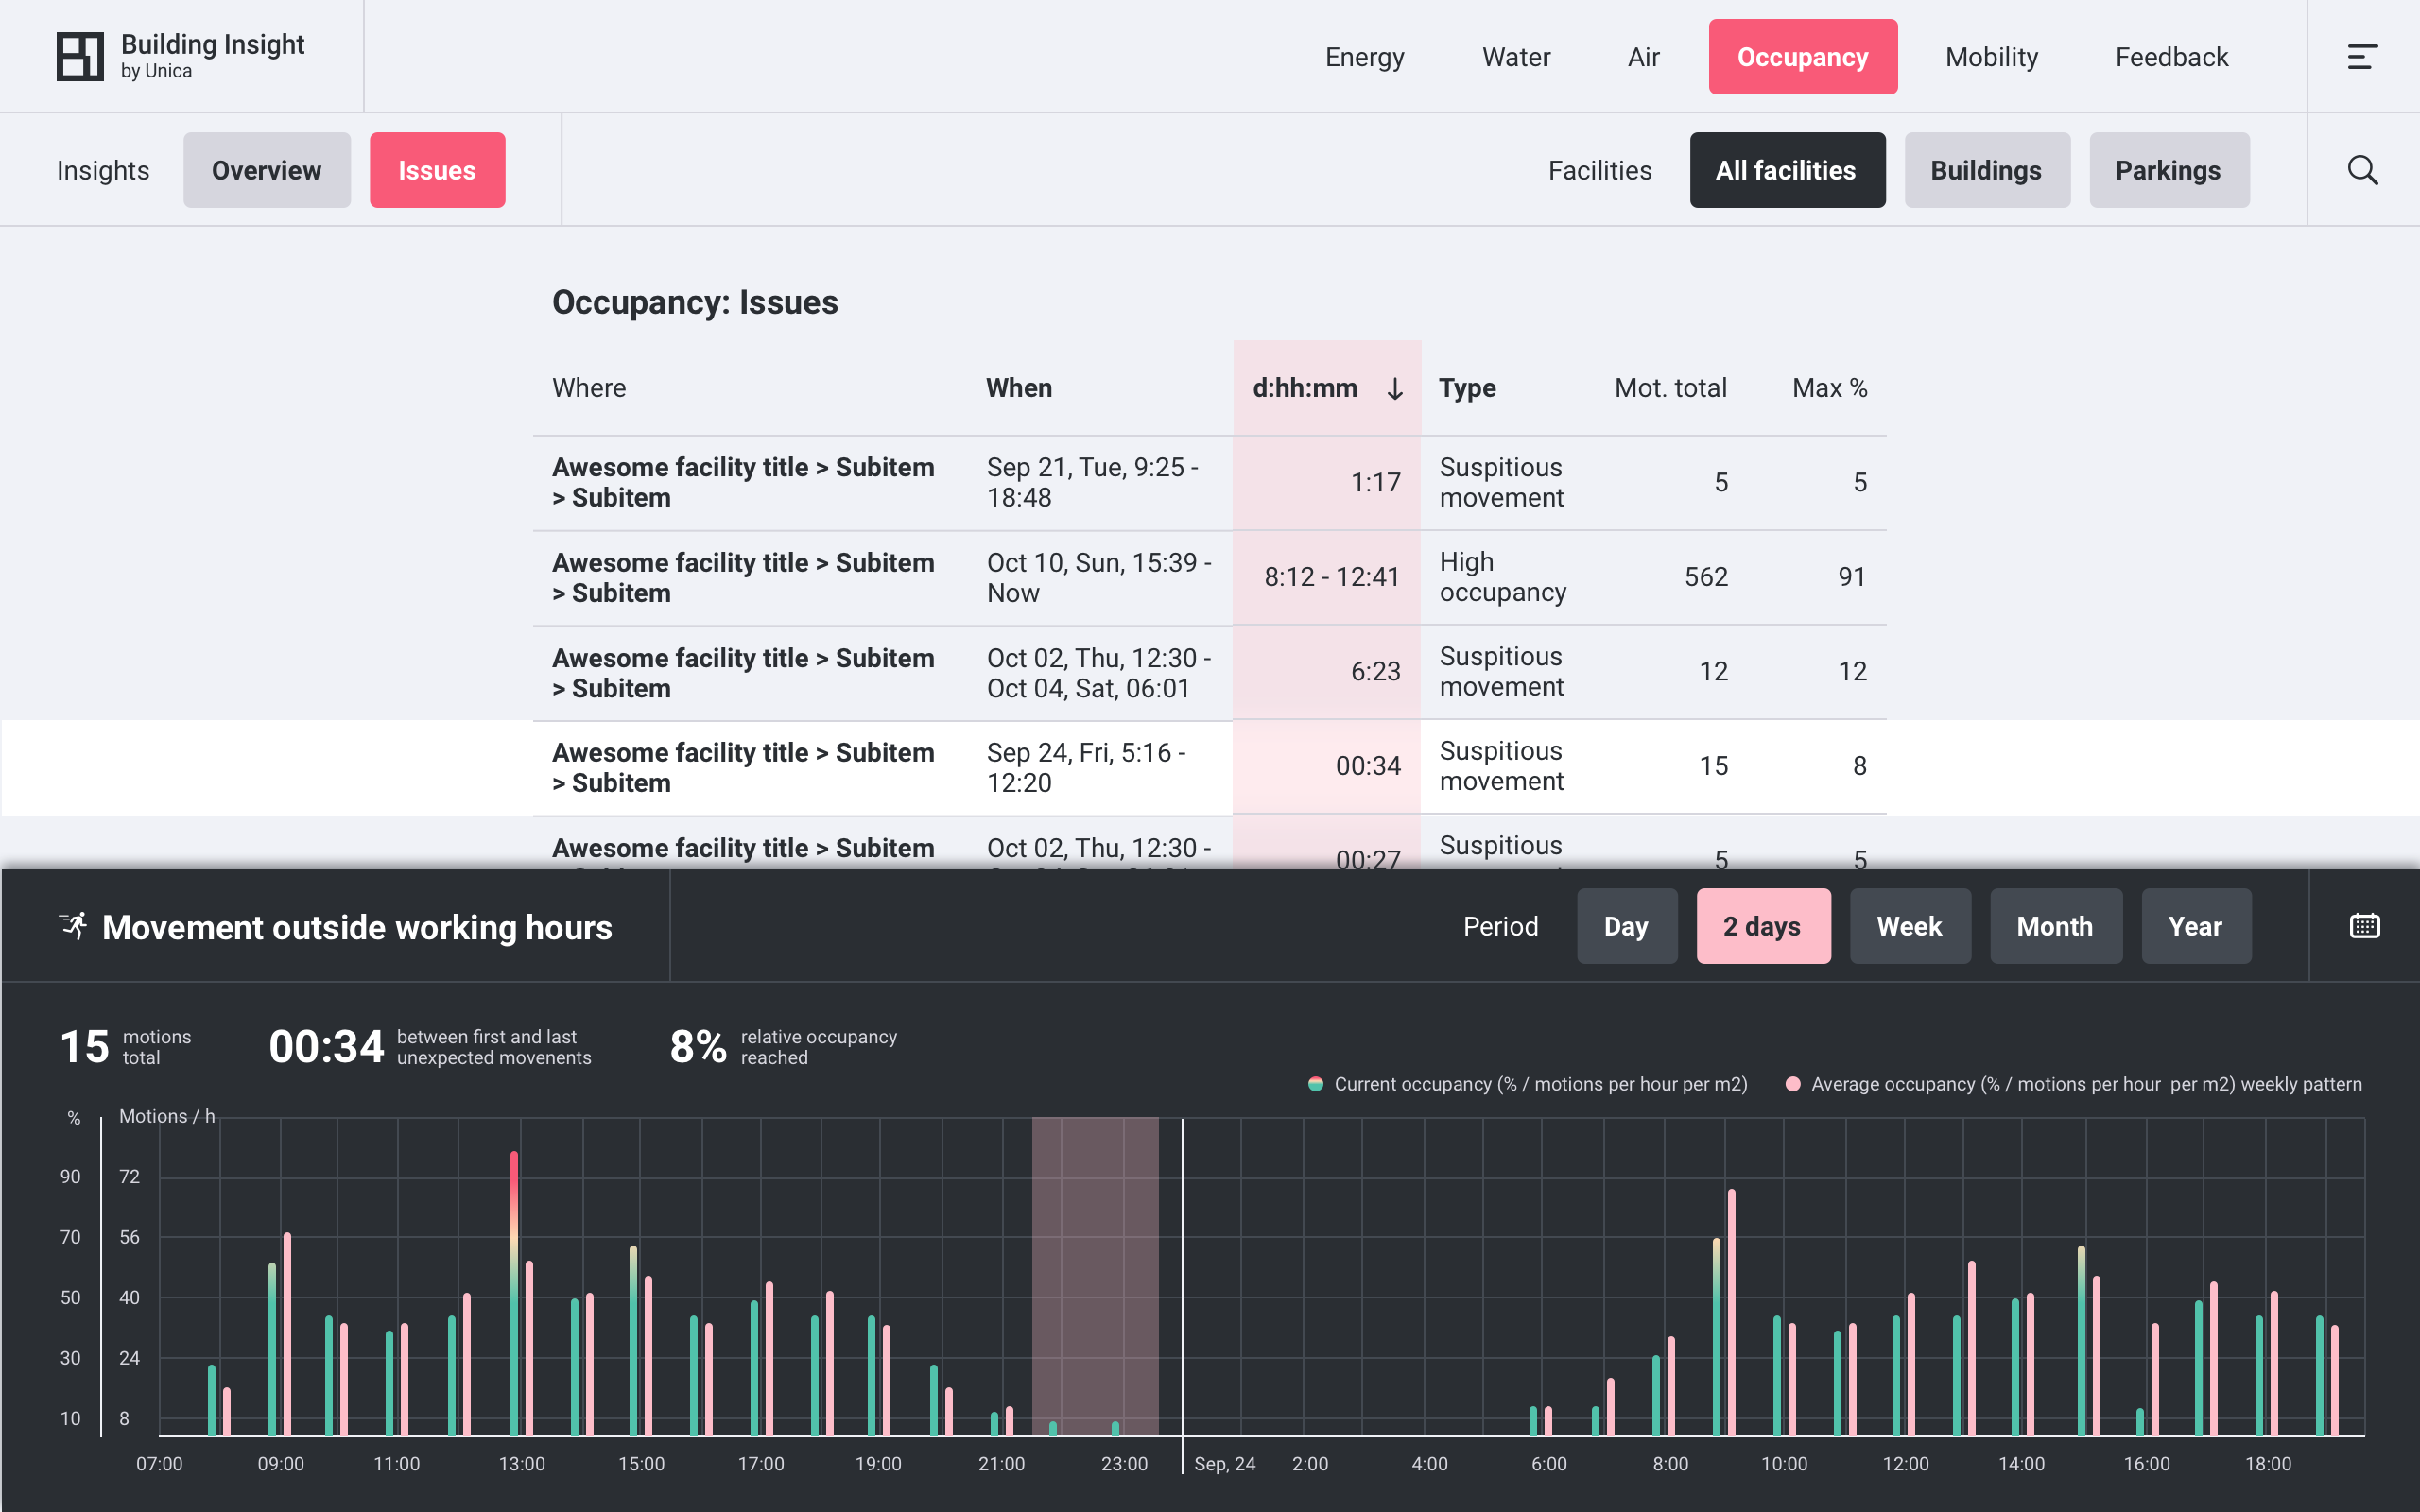 Building Insight
by Unica
Energy
Water
Air
Occupancy
Mobility
Feedback
Insights
Overview
Issues
Facilities
All facilities
Buildings
Parkings
Occupancy: Issues
Where
When
d:hh:mm ↓
Type
Mot. total
Max %
Awesome facility title > Subitem
> Subitem
Sep 21, Tue, 9:25 -
18:48
1:17
Suspitious
movement
5
5
Awesome facility title > Subitem
> Subitem
Oct 10, Sun, 15:39 -
Now
8:12 - 12:41
High
occupancy
562
91
Awesome facility title > Subitem
> Subitem
Oct 02, Thu, 12:30 -
Oct 04, Sat, 06:01
6:23
Suspitious
movement
12
12
Awesome facility title > Subitem
> Subitem
Sep 24, Fri, 5:16 -
12:20
00:34
Suspitious
movement
15
8
Awesome facility title > Subitem
Oct 02, Thu, 12:30 -
00:27
Suspitious
5
5
Movement outside working hours
Period
Day
2 days
Week
Month
Year
15
motions
total
00:34
between first and last
unexpected movenents
8%
relative occupancy
reached
Current occupancy (% / motions per hour per m2)
Average occupancy (% / motions per hour  per m2) weekly pattern
%
Motions / h
90 72
70 56
50 40
30 24
10 8
07:00 09:00 11:00 13:00 15:00 17:00 19:00 21:00 23:00 Sep, 24 2:00 4:00 6:00 8:00 10:00 12:00 14:00 16:00 18:00